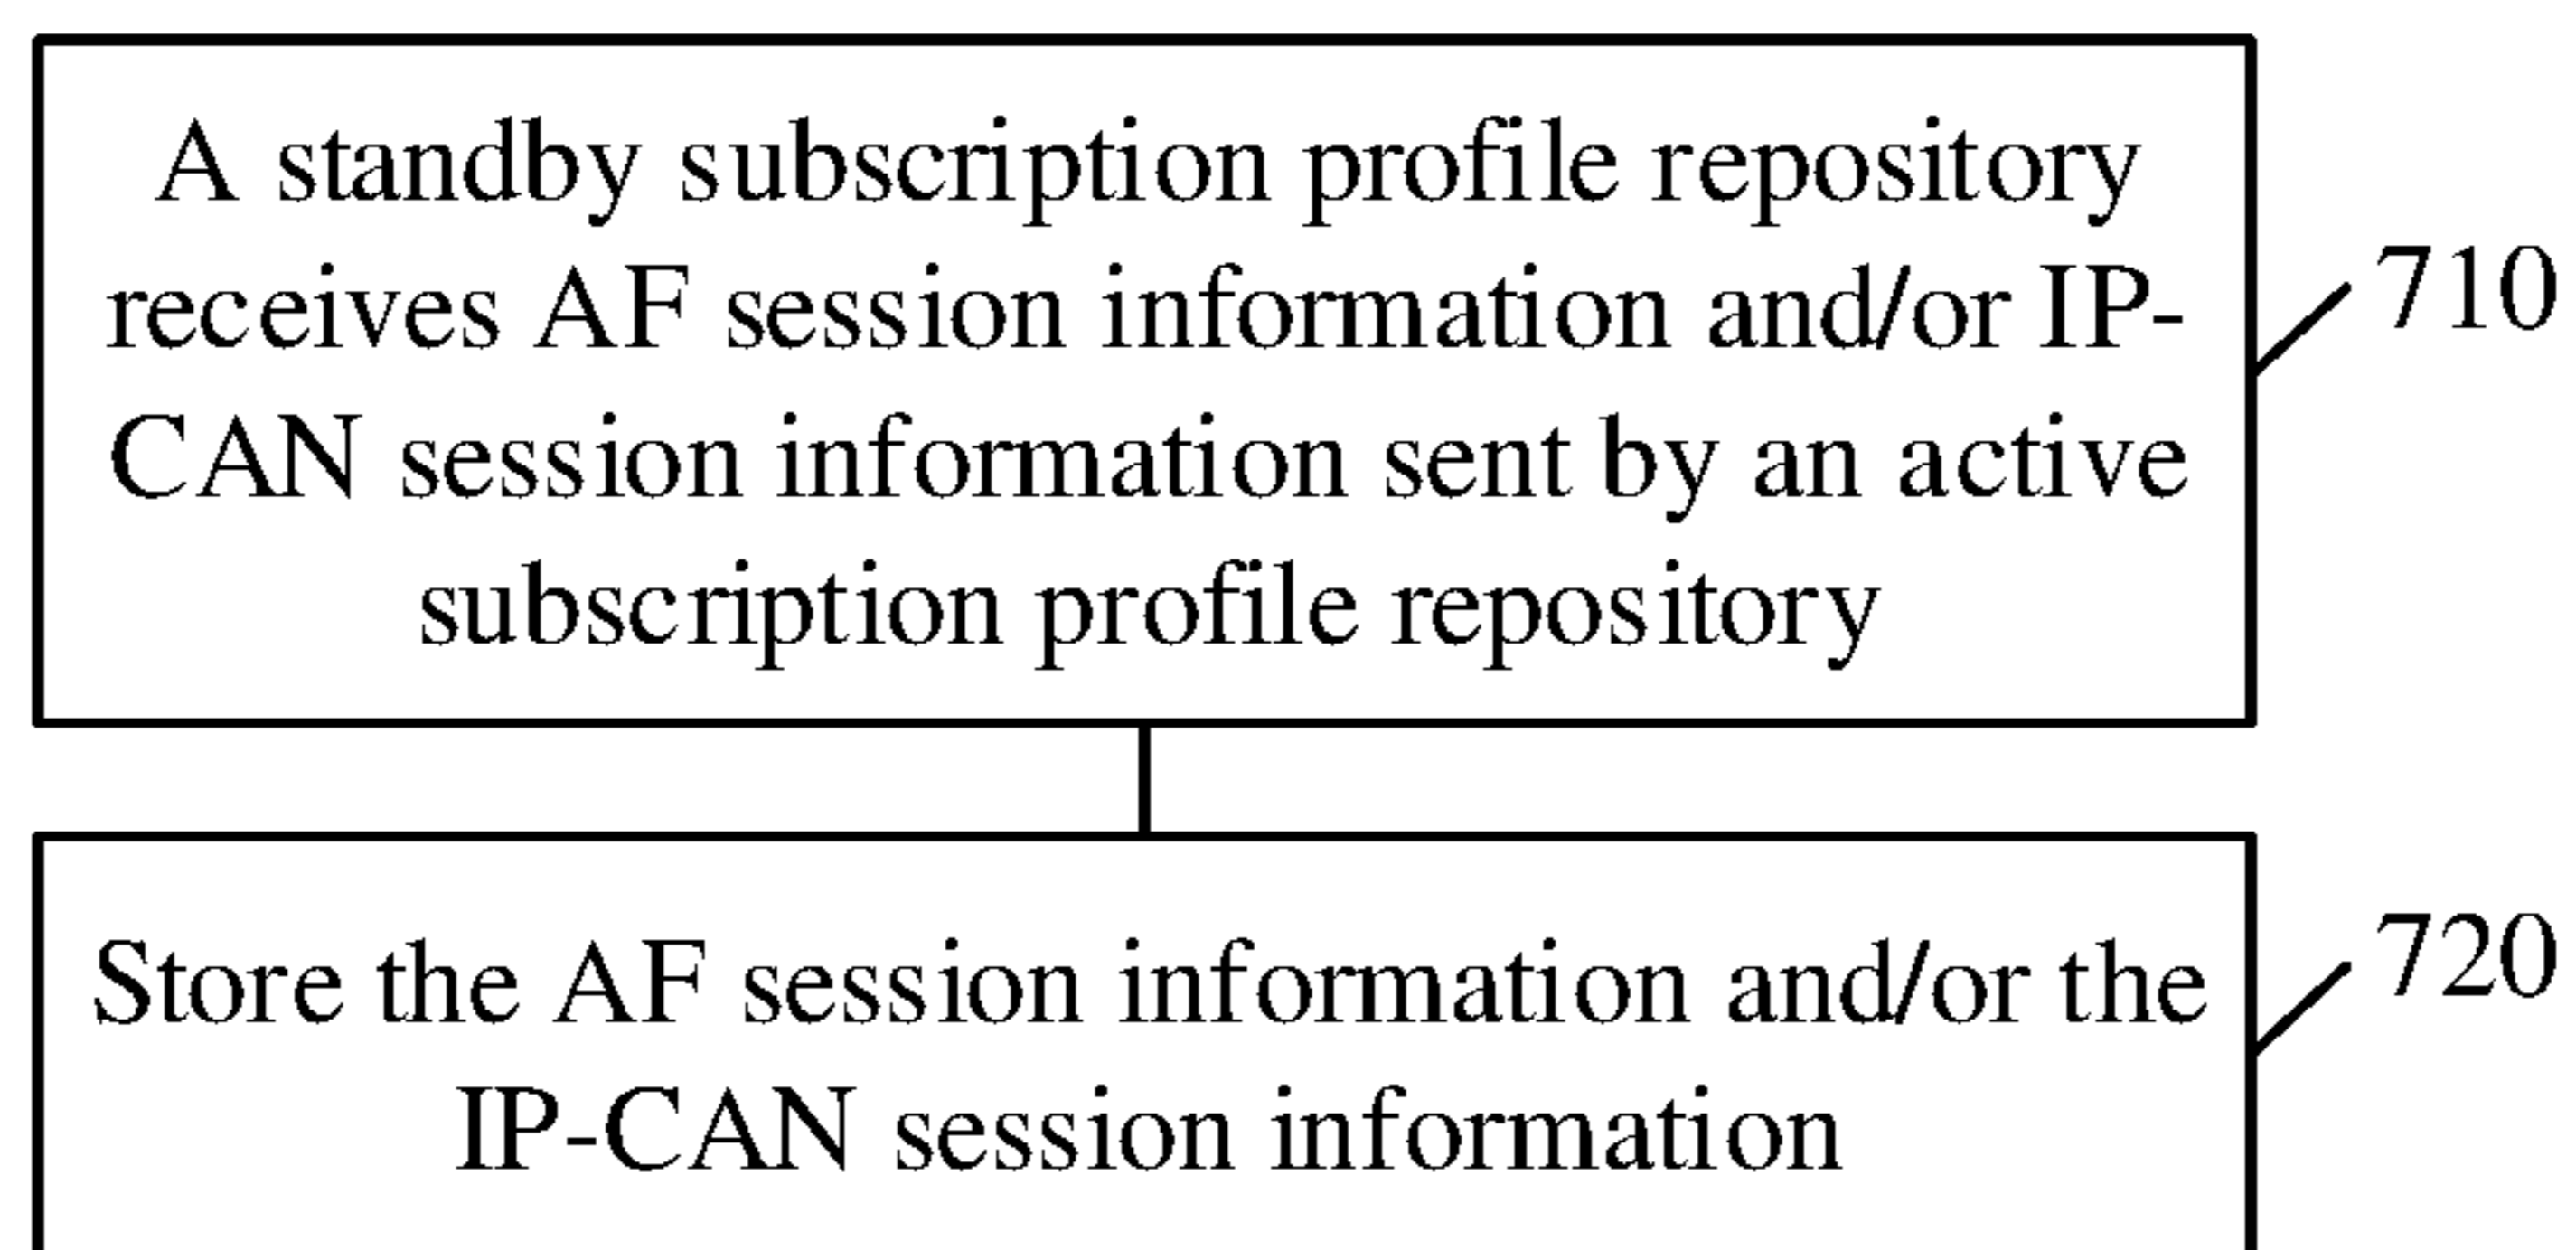 A standby subscription profile repository
receives AF session information and/or IP-
CAN session information sent by an active
subscription profile repository
710
Store the AF session information and/or the
IP-CAN session information
720